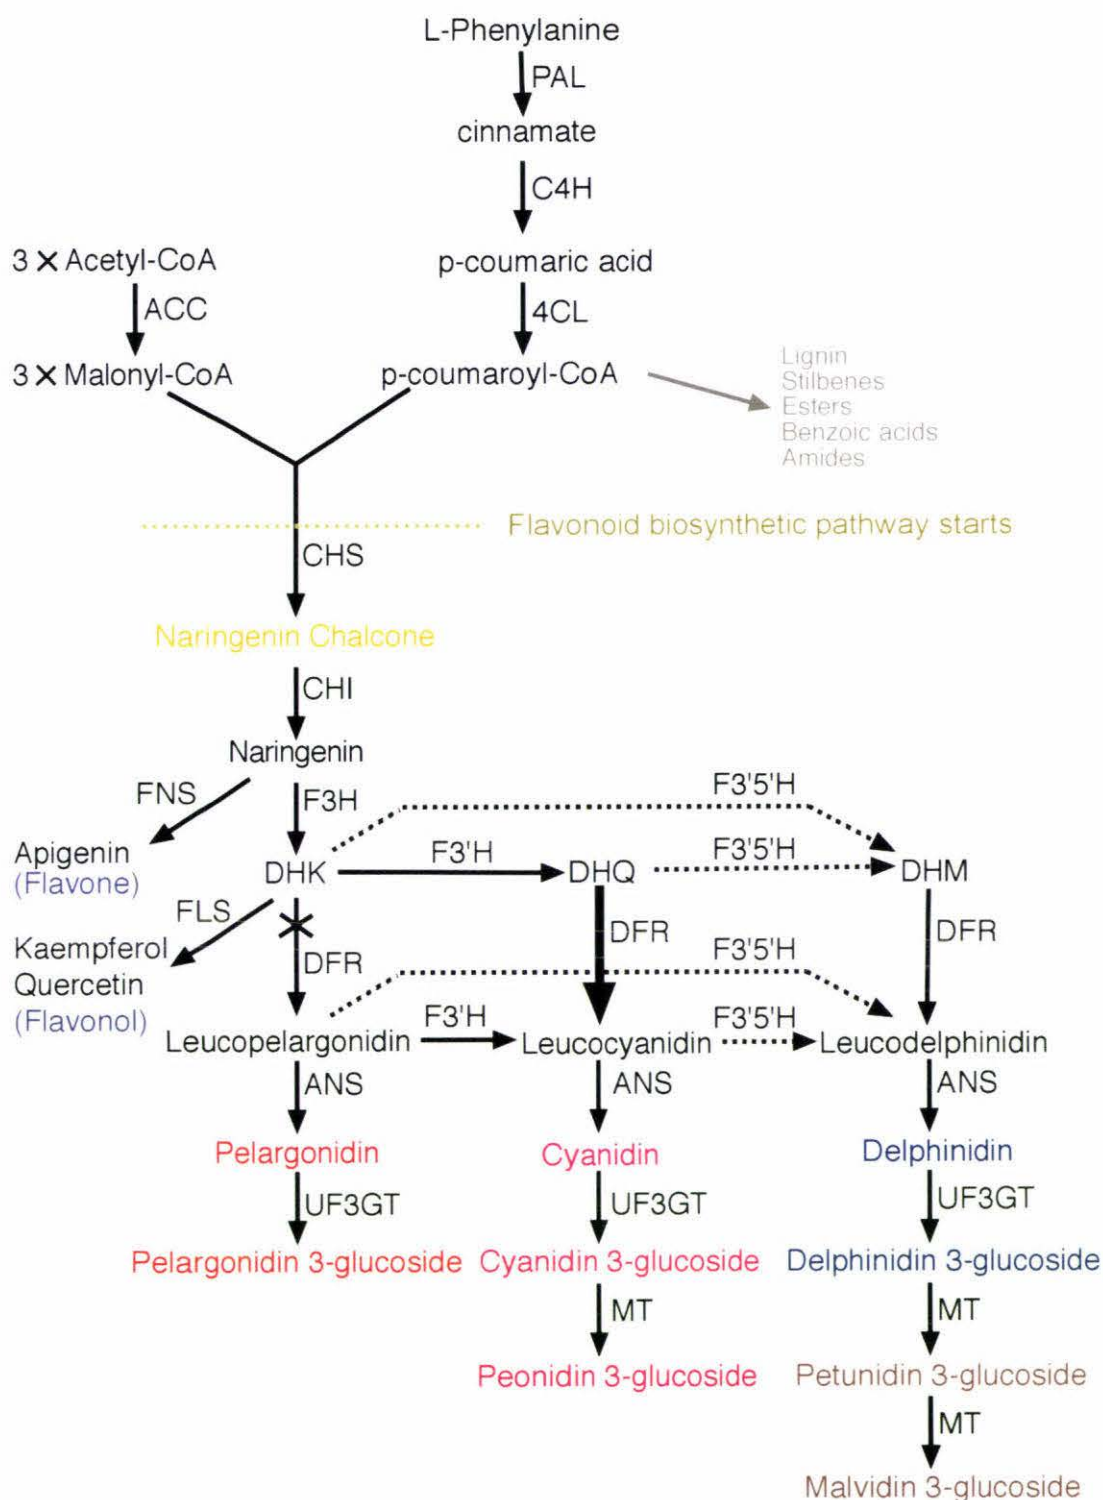 L-Phenylanine
PAL
cinnamate
C4H
3 × Acetyl-CoA
p-coumaric acid
ACC
4CL
3 × Malonyl-CoA
p-coumaroyl-CoA
Lignin
Stilbenes
Esters
Benzoic acids
Amides
Flavonoid biosynthetic pathway starts
CHS
Naringenin Chalcone
CHI
Naringenin
FNS
F3H
F3'5'H
Apigenin
(Flavone)
DHK
F3'H
DHQ
F3'5'H
DHM
FLS
Kaempferol
Quercetin
(Flavonol)
DFR
DFR
DFR
F3'5'H
Leucopelargonidin
F3'H
Leucocyanidin
F3'5'H
Leucodelphinidin
ANS
ANS
ANS
Pelargonidin
Cyanidin
Delphinidin
UF3GT
UF3GT
UF3GT
Pelargonidin 3-glucoside
Cyanidin 3-glucoside
Delphinidin 3-glucoside
MT
MT
Peonidin 3-glucoside
Petunidin 3-glucoside
MT
Malvidin 3-glucoside